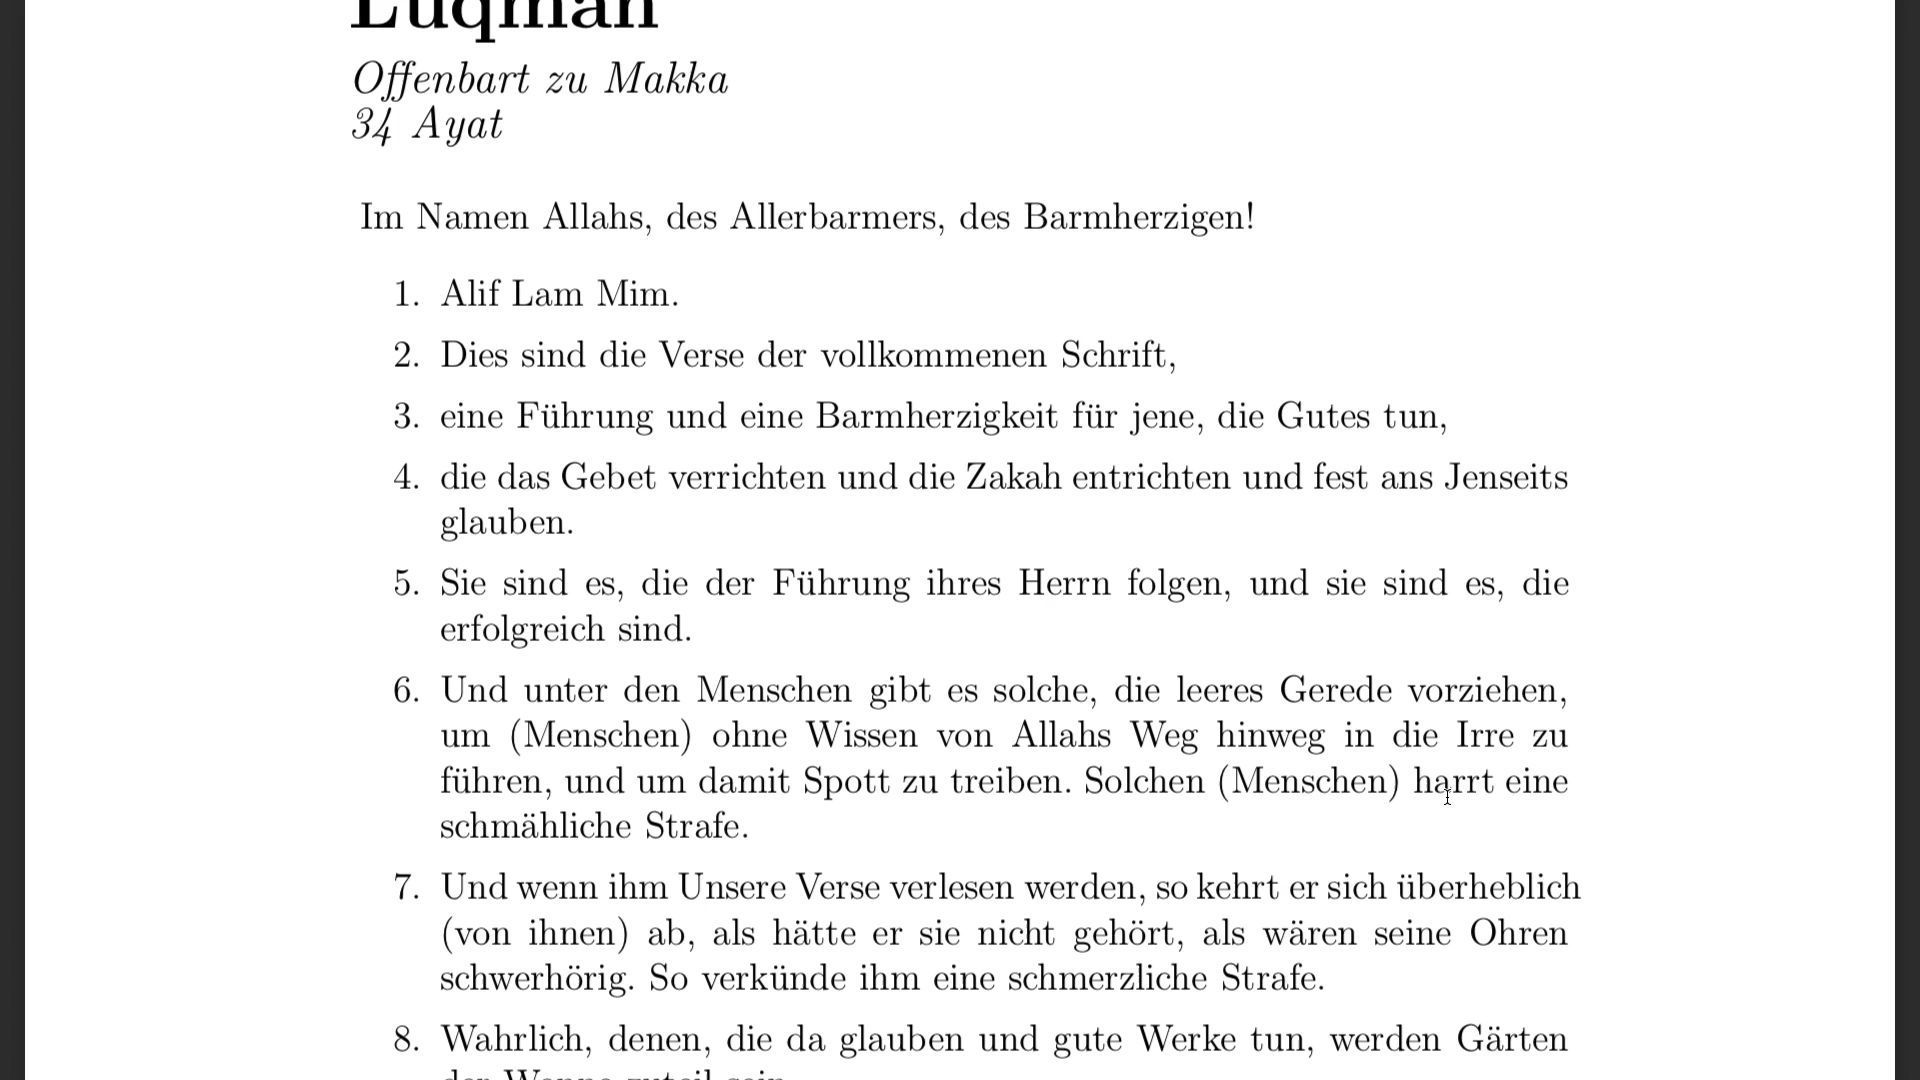 Luqman
Offenbart zu Makka
34 Ayat
Im Namen Allahs, des Allerbarmers, des Barmherzigen!
1. Alif Lam Mim.
2. Dies sind die Verse der vollkommenen Schrift,
3. eine Führung und eine Barmherzigkeit für jene, die Gutes tun,
4. die das Gebet verrichten und die Zakah entrichten und fest ans Jenseits
glauben.
5. Sie sind es, die der Führung ihres Herrn folgen, und sie sind es, die
erfolgreich sind.
6. Und unter den Menschen gibt es solche, die leeres Gerede vorziehen,
um (Menschen) ohne Wissen von Allahs Weg hinweg in die Irre zu
führen, und um damit Spott zu treiben. Solchen (Menschen) harrt eine
schmähliche Strafe.
7. Und wenn ihm Unsere Verse verlesen werden, so kehrt er sich überheblich
(von ihnen) ab, als hätte er sie nicht gehört, als wären seine Ohren
schwerhörig. So verkünde ihm eine schmerzliche Strafe.
8. Wahrlich, denen, die da glauben und gute Werke tun, werden Gärten